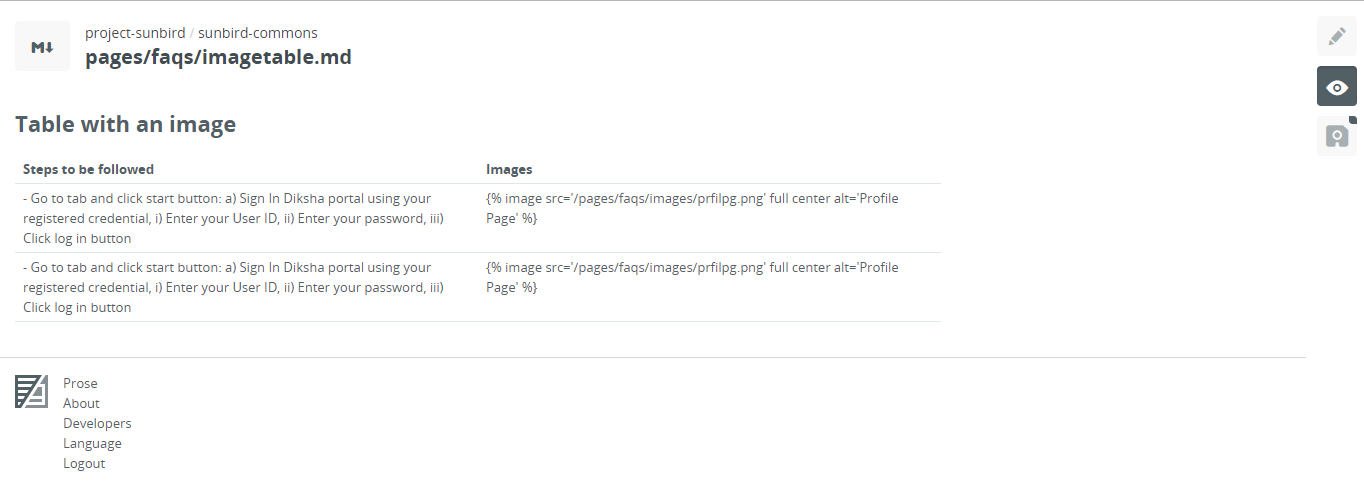 M↓
project-sunbird / sunbird-commons
pages/faqs/imagetable.md
Table with an image
Steps to be followed
Images
- Go to tab and click start button: a) Sign In Diksha portal using your
registered credential, i) Enter your User ID, ii) Enter your password, iii)
Click log in button
{% image src='/pages/faqs/images/prfilpg.png' full center alt='Profile
Page' %}
- Go to tab and click start button: a) Sign In Diksha portal using your
registered credential, i) Enter your User ID, ii) Enter your password, iii)
Click log in button
{% image src='/pages/faqs/images/prfilpg.png' full center alt='Profile
Page' %}
Prose
About
Developers
Language
Logout